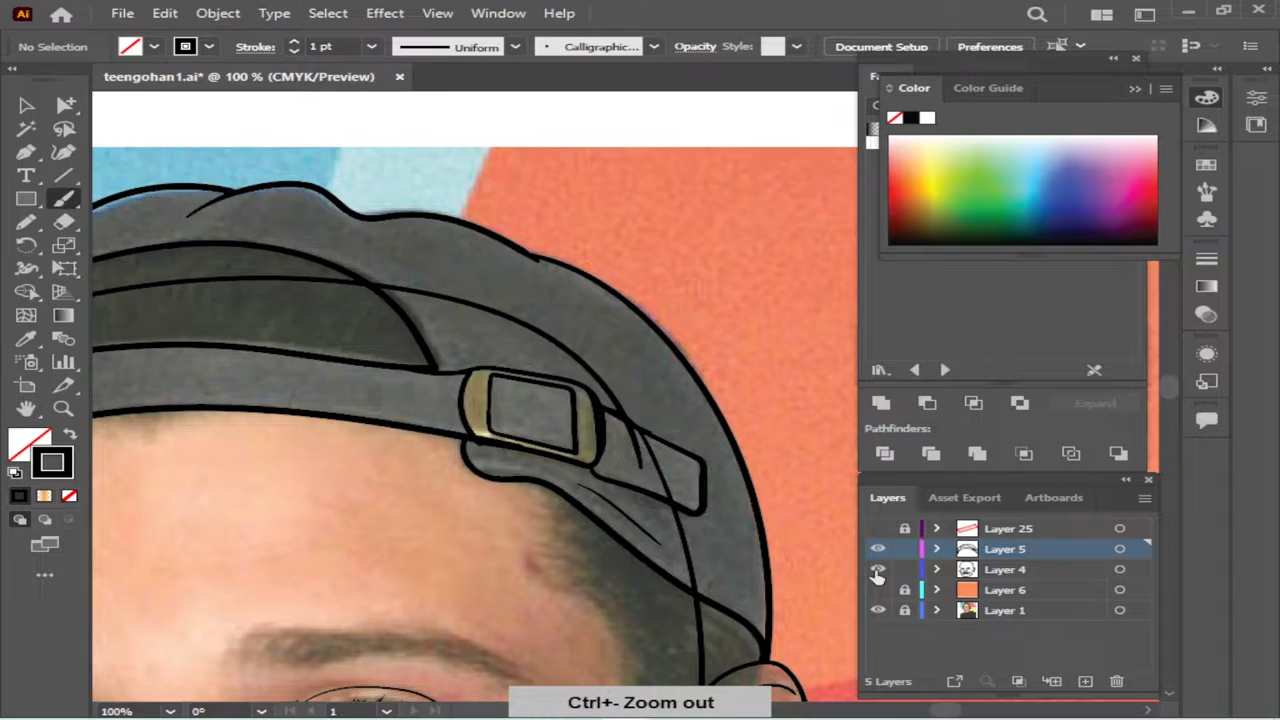 Ai File Edit Object Type Select Effect View Window Help
No Selection Stroke: 1 pt Uniform Calligraphic... Opacity Style: Document Setup Preferences
teengohan1.ai* @ 100 % (CMYK/Preview) ×
Color Color Guide
Expand
Pathfinders:
Layers Asset Export Artboards
Layer 25
Layer 5
Layer 4
Layer 6
Layer 1
5 Layers
Ctrl+- Zoom out
100% 0° 1